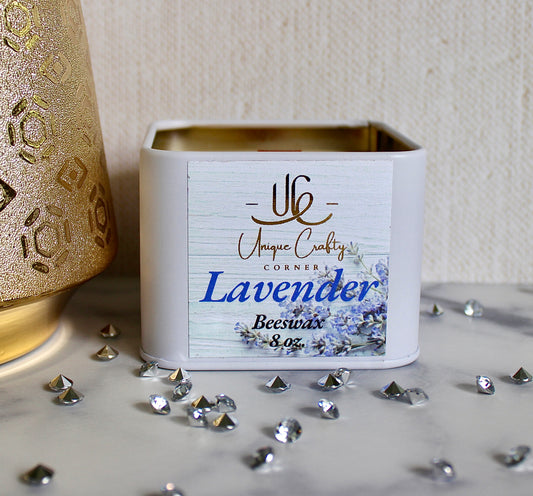 UC
Unique Crafty
CORNER
Lavender
Beeswax
8 oz.